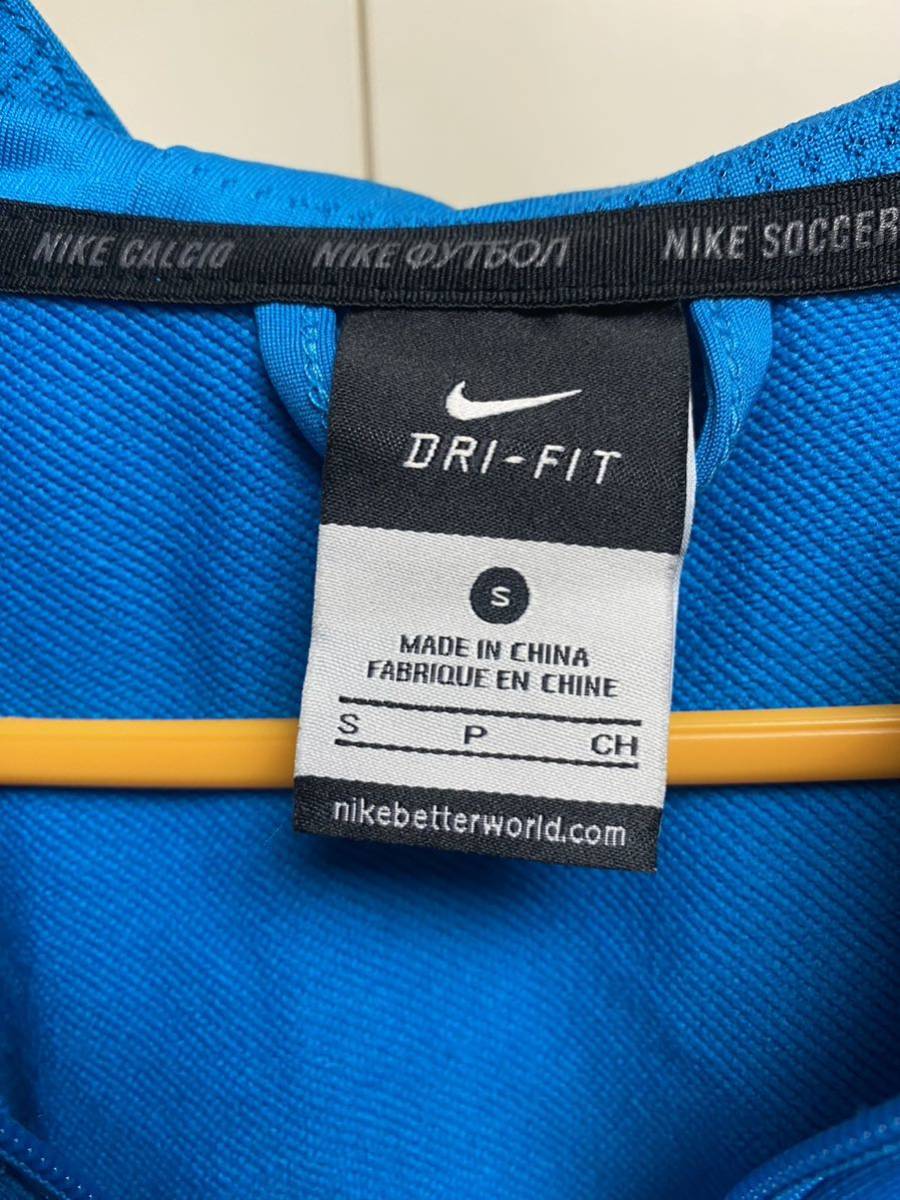 NIKE CALCIO NIKE ФУТБОЛ NIKE SOCCER
DRI-FIT
S
MADE IN CHINA
FABRIQUE EN CHINE
S P CH
nikebetterworld.com